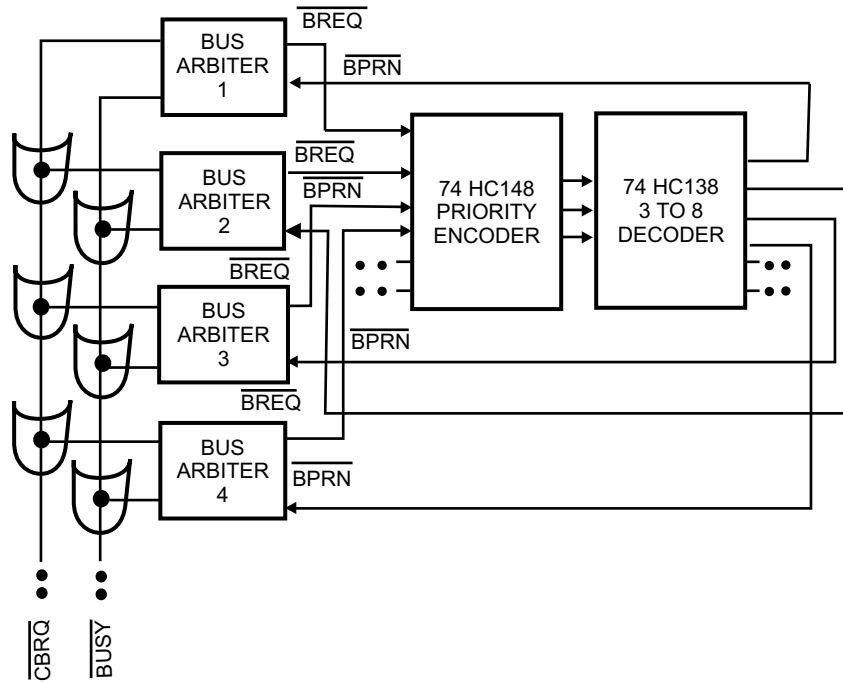 BREQ
BUS
ARBITER
1
BPRN
BREQ
BUS
ARBITER
2
BPRN
74 HC148
PRIORITY
ENCODER
74 HC138
3 TO 8
DECODER
BREQ
BUS
ARBITER
3
BPRN
BREQ
BUS
ARBITER
4
BPRN
CBRQ
BUSY